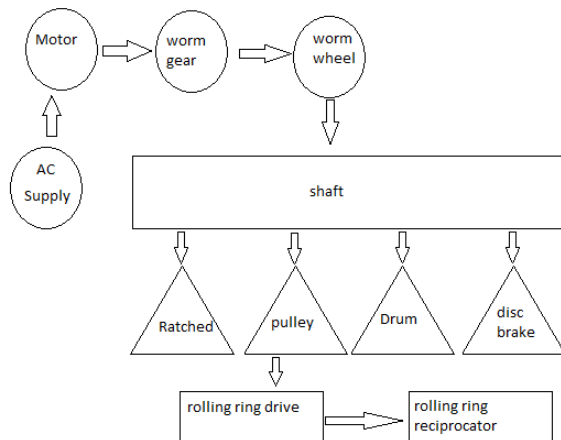 Motor
worm
gear
worm
wheel
AC
Supply
shaft
Ratched
pulley
Drum
disc
brake
rolling ring drive
rolling ring
reciprocator